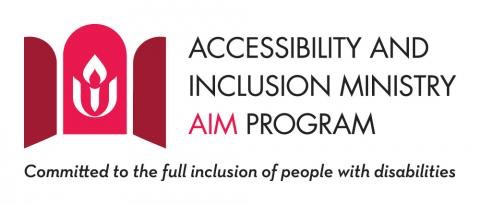 ACCESSIBILITY AND
INCLUSION MINISTRY
AIM PROGRAM
Committed to the full inclusion of people with disabilities